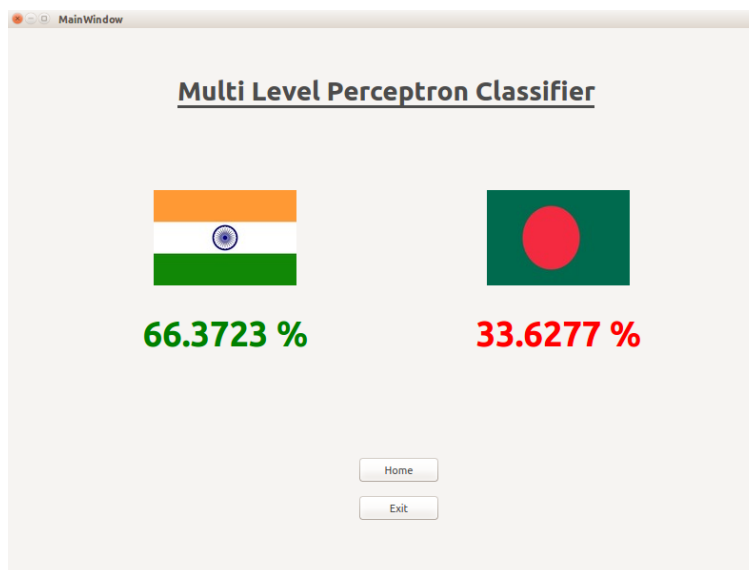 MainWindow
Multi Level Perceptron Classifier
66.3723 %
33.6277 %
Home
Exit